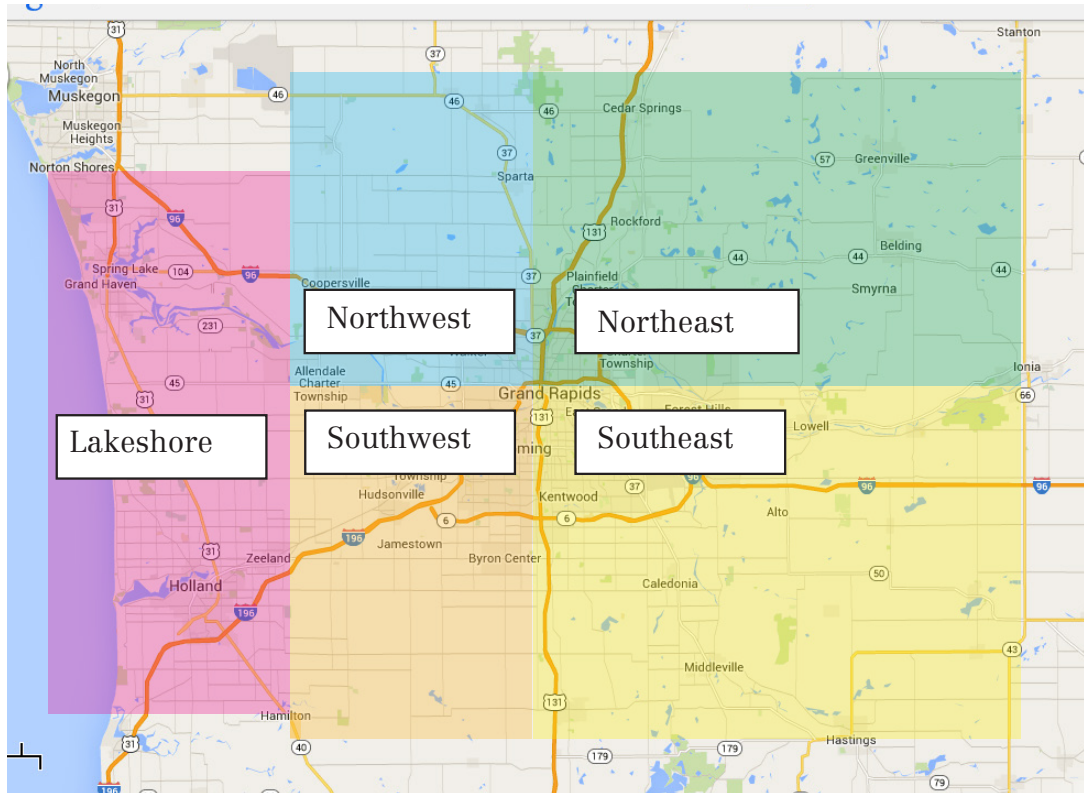 31
Stanton
North
Muskegon
37
Muskegon
46
46
46
Cedar Springs
Muskegon
Heights
37
57
Greenville
Norton Shores
Sparta
31
96
Rockford
131
Belding
44
44
44
Spring Lake
104
96
37
Plainfield
Grand Haven
Coopersville
Smyrna
Northwest
Northeast
231
37
Township
Allendale
Charter
Township
45
45
Ionia
31
Grand Rapids
66
131
Lowell
Lakeshore
Southwest
Southeast
Township
96
Hudsonville
37
96
96
Kentwood
Alto
6
6
196
Jamestown
31
Zeeland
Byron Center
50
Holland
Caledonia
196
43
Middleville
131
Hamilton
31
40
Hastings
179
179
79
196